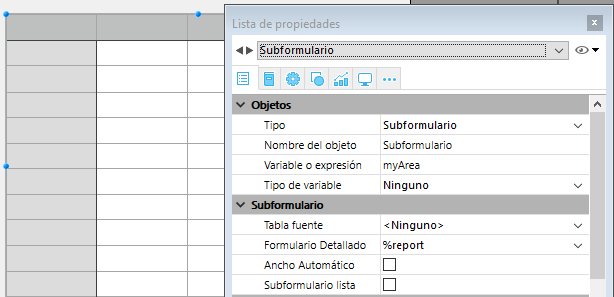 Lista de propiedades
x
Subformulario
Objetos
Tipo Subformulario
Nombre del objeto Subformulario
Variable o expresión myArea
Tipo de variable Ninguno
Subformulario
Tabla fuente <Ninguno>
Formulario Detallado %report
Ancho Automático
Subformulario lista